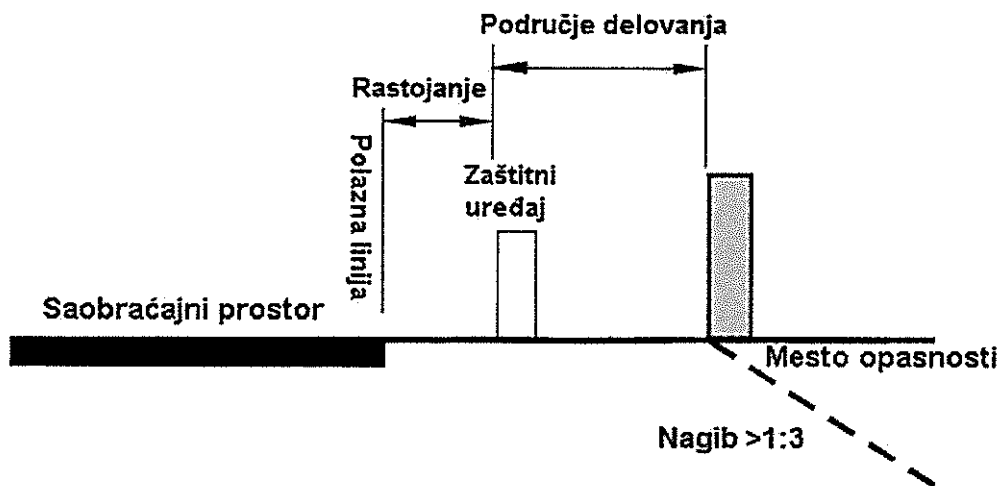 Područje delovanja
Rastojanje
Polazna linija
Zaštitni
uređaj
Saobraćajni prostor
Mesto opasnosti
Nagib >1:3